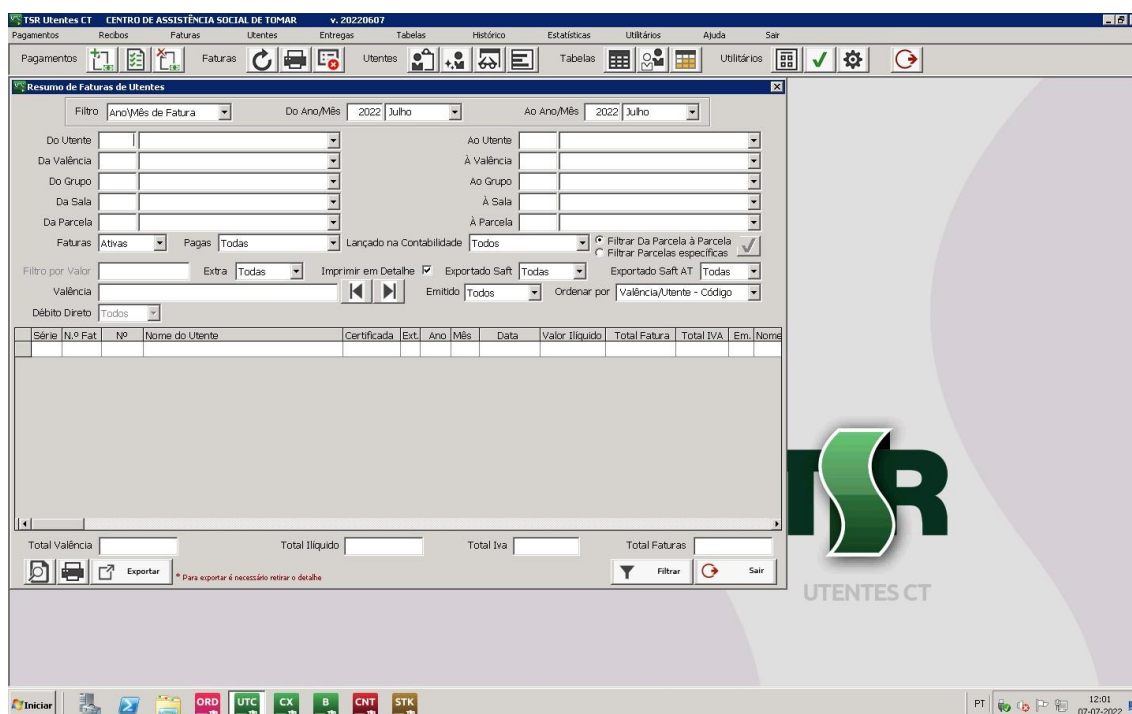 TSR Utentes CT CENTRO DE ASSISTÊNCIA SOCIAL DE TOMAR v. 20220607
Pagamentos Recibos Faturas Utentes Entregas Tabelas Histórico Estatísticas Utilitários Ajuda Sair
Pagamentos Faturas Utentes Tabelas Utilitários
Resumo de Faturas de Utentes
Filtro Ano\Mês de Fatura Do Ano/Mês 2022 Julho Ao Ano/Mês 2022 Julho
Do Utente Ao Utente
Da Valência À Valência
Do Grupo Ao Grupo
Da Sala À Sala
Da Parcela À Parcela
Faturas Ativas Pagas Todas Lançado na Contabilidade Todos Filtrar Da Parcela à Parcela
Filtrar Parcelas específicas
Filtro por Valor Extra Todas Imprimir em Detalhe Exportado Saft Todas Exportado Saft AT Todas
Valência Emitido Todos Ordenar por Valência/Utente - Código
Débito Direto Todos
Série N.º Fat Nº Nome do Utente Certificada Ext. Ano Mês Data Valor Ilíquido Total Fatura Total IVA Em. Nome
Total Valência Total Ilíquido Total Iva Total Faturas
Exportar * Para exportar é necessário retirar o detalhe Filtrar Sair
TSR
UTENTES CT
Iniciar ORD UTC CX B CNT STK PT 12:01
07-07-2022